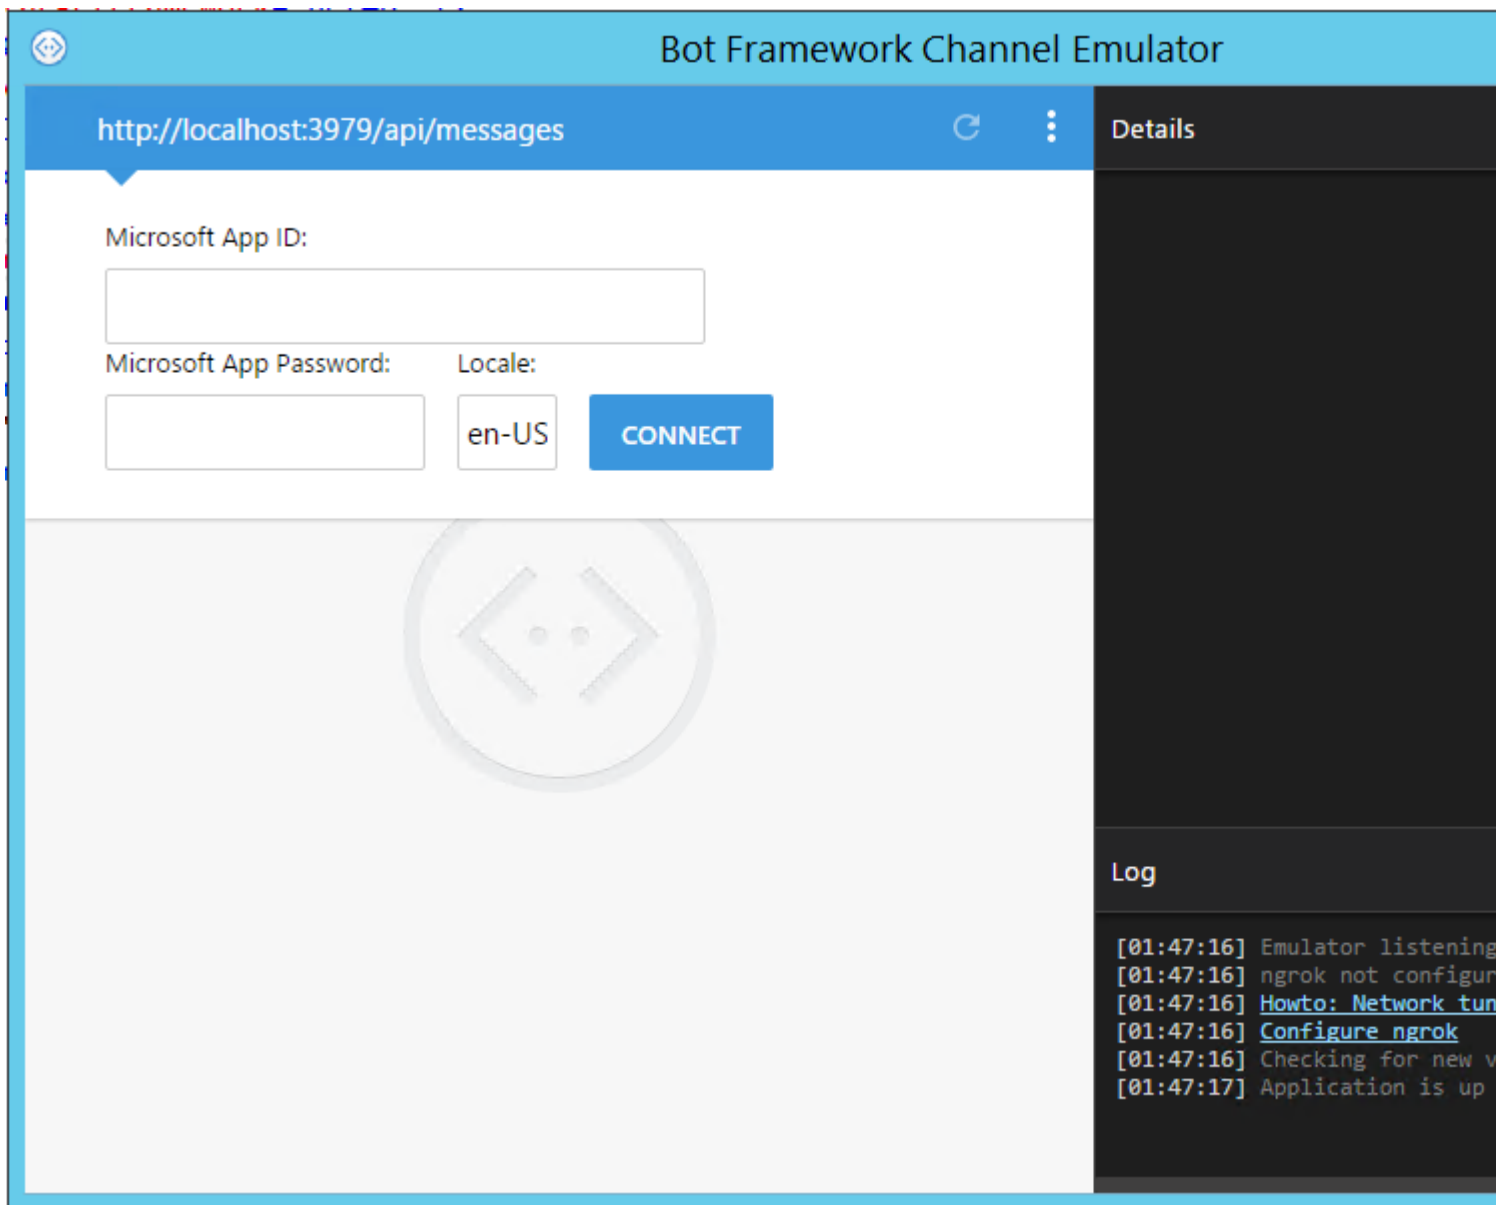 Bot Framework Channel Emulator
http://localhost:3979/api/messages
Details
Microsoft App ID:
Microsoft App Password:
Locale:
en-US
CONNECT
Log
[01:47:16] Emulator listening
[01:47:16] ngrok not configur
[01:47:16] Howto: Network tun
[01:47:16] Configure ngrok
[01:47:16] Checking for new v
[01:47:17] Application is up